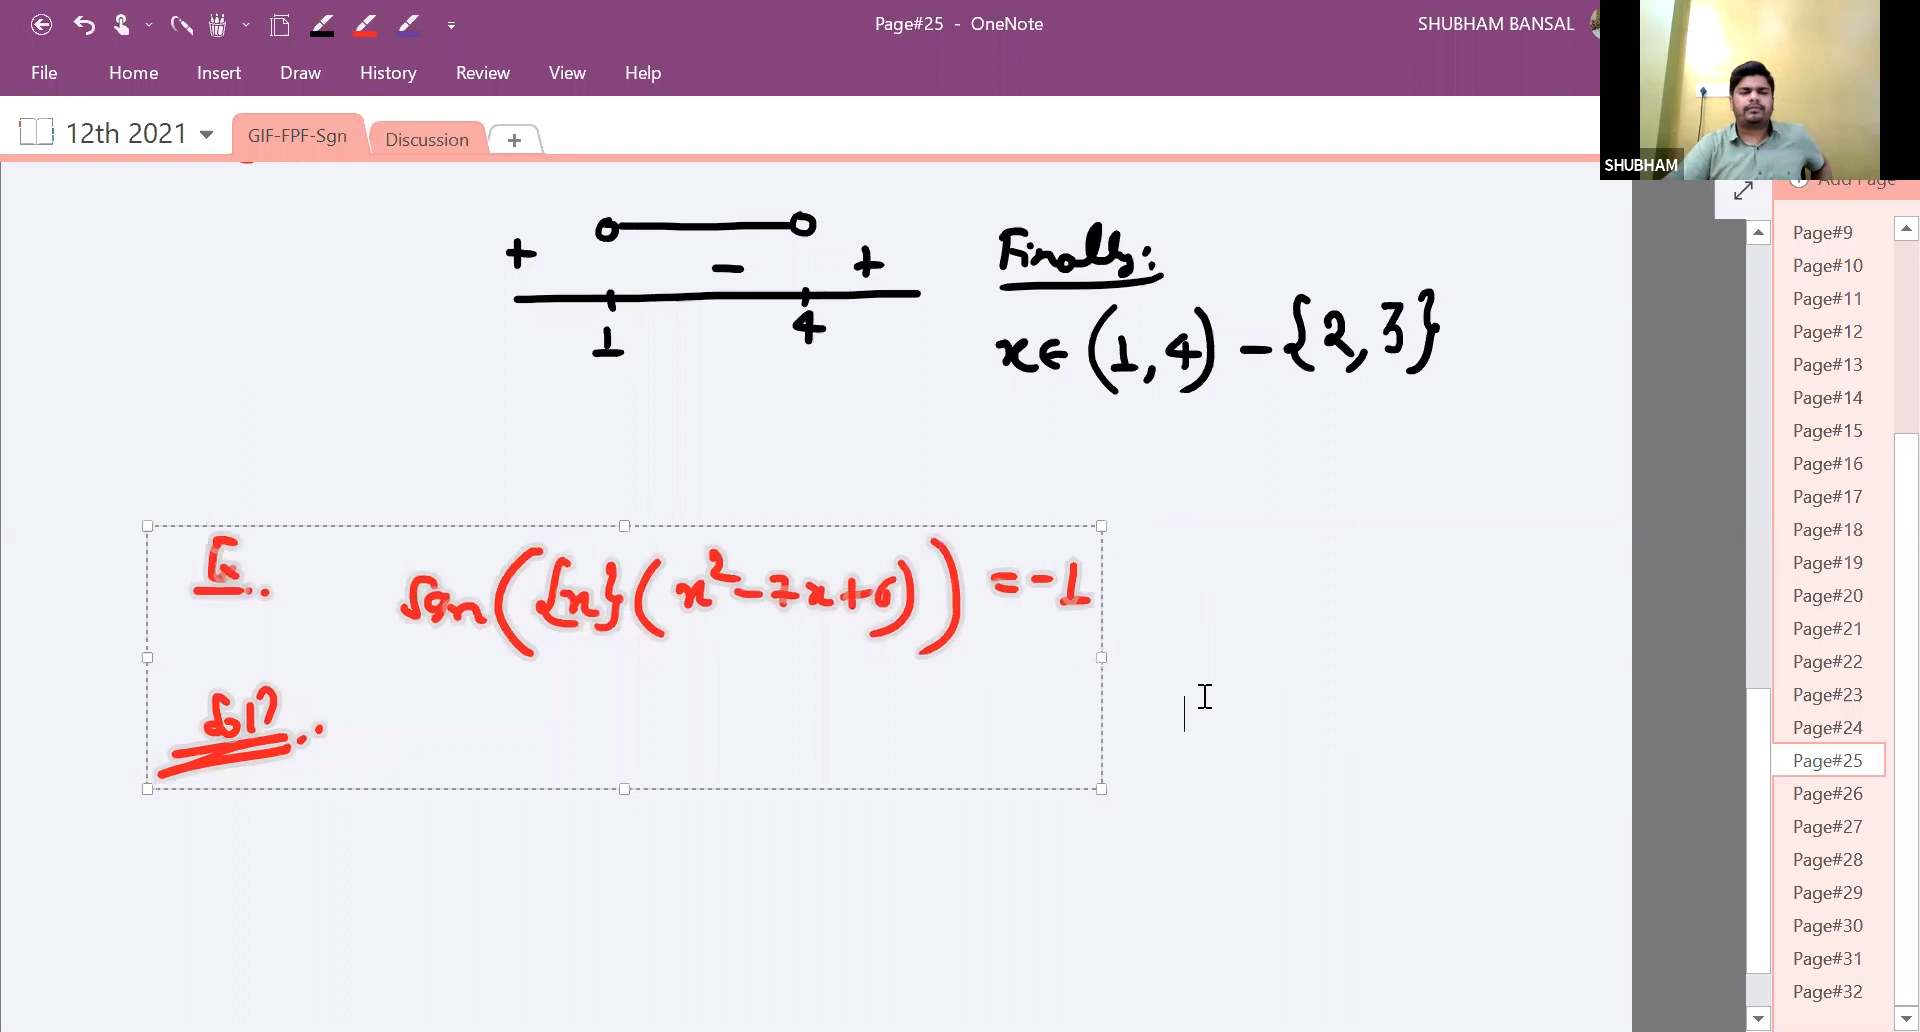 Page#25 - OneNote
SHUBHAM BANSAL
File Home Insert Draw History Review View Help
12th 2021
GIF-FPF-Sgn
Discussion
+
SHUBHAM
Add Page
+ - +
1 4
Finally:
x∈ (1,4) - {2,3}
Ex.
Sgn({x}(x²-7x+6)) = -1
Sol?
Page#9
Page#10
Page#11
Page#12
Page#13
Page#14
Page#15
Page#16
Page#17
Page#18
Page#19
Page#20
Page#21
Page#22
Page#23
Page#24
Page#25
Page#26
Page#27
Page#28
Page#29
Page#30
Page#31
Page#32